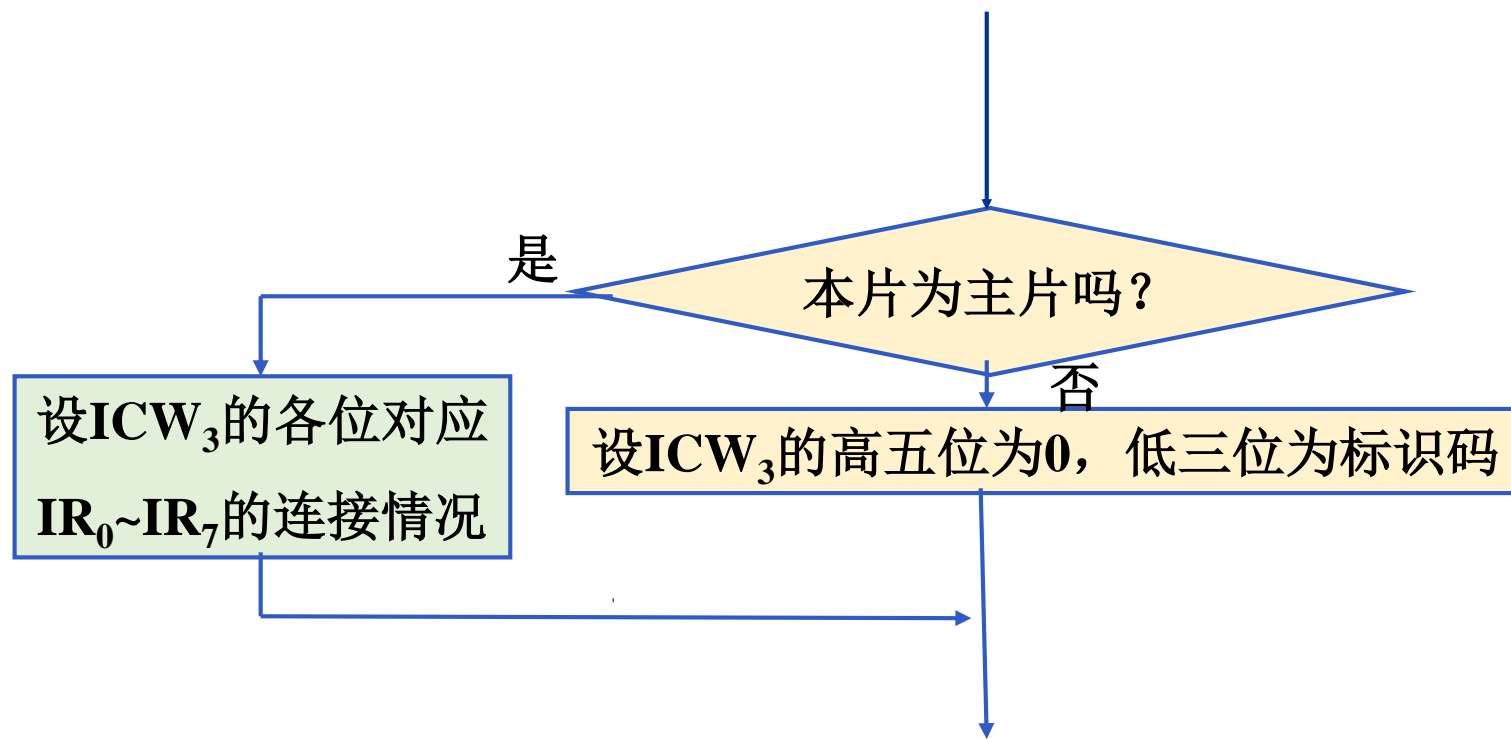 是
本片为主片吗？
否
设ICW₃的各位对应
IR₀~IR₇的连接情况
设ICW₃的高五位为0，低三位为标识码